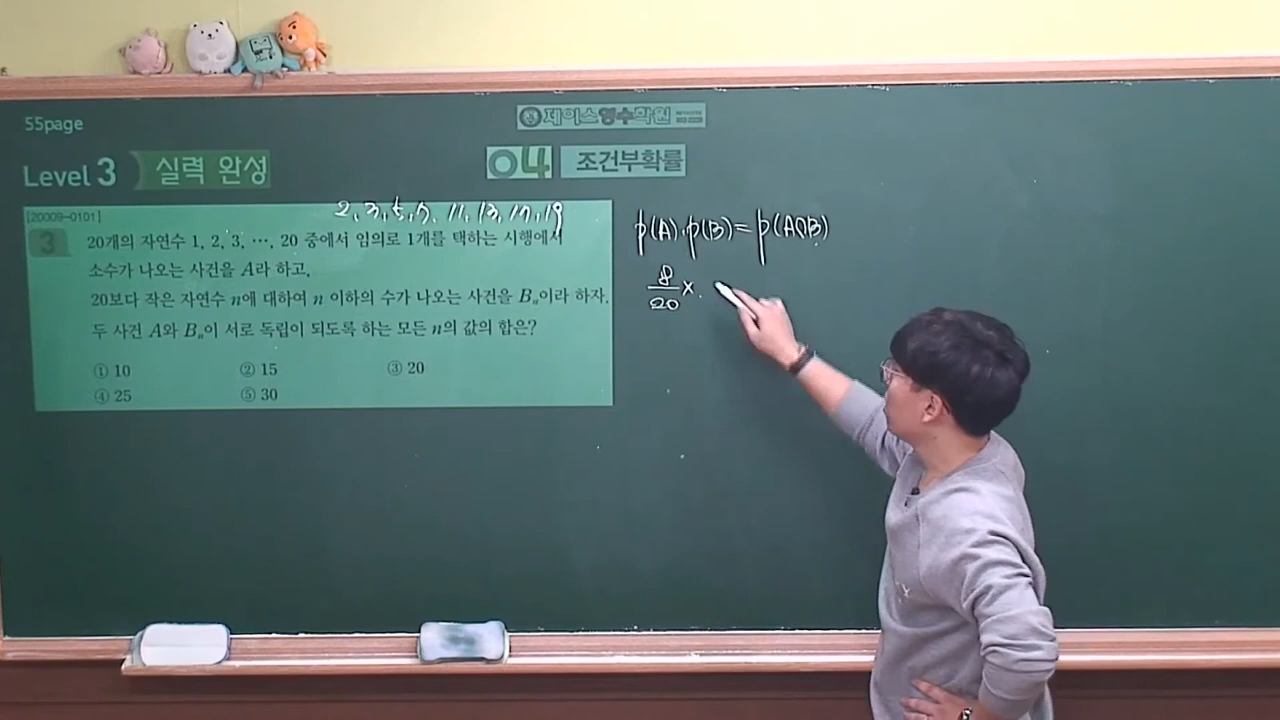 55page
제이스영수학원
Level 3 실력 완성
04 조건부확률
[20009-0101]
2, 3, 5, 7, 11, 13, 17, 19
3 20개의 자연수 1, 2, 3, ⋯, 20 중에서 임의로 1개를 택하는 시행에서
소수가 나오는 사건을 A라 하고,
20보다 작은 자연수 n에 대하여 n 이하의 수가 나오는 사건을 Bₙ이라 하자.
두 사건 A와 Bₙ이 서로 독립이 되도록 하는 모든 n의 값의 합은?
① 10 ② 15 ③ 20
④ 25 ⑤ 30
p(A)·p(B)=p(A∩B)
8/20 ×